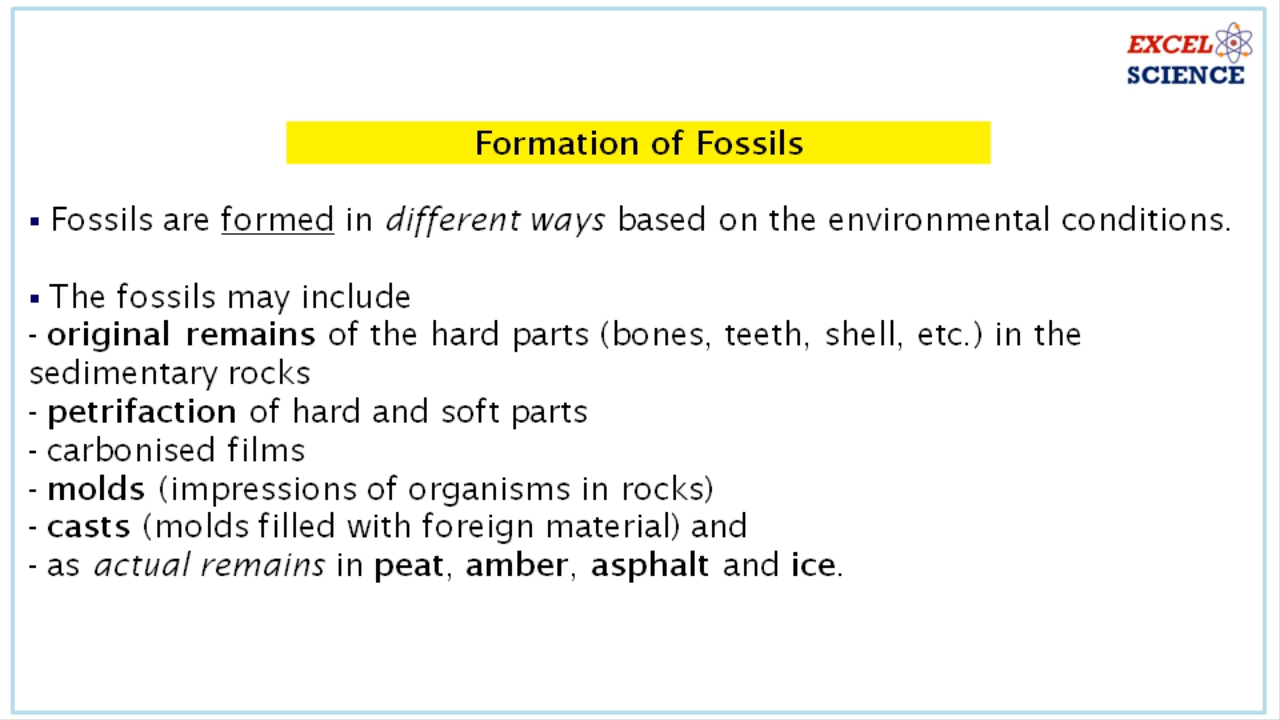 EXCEL
SCIENCE
Formation of Fossils
▪ Fossils are formed in different ways based on the environmental conditions.
▪ The fossils may include
- original remains of the hard parts (bones, teeth, shell, etc.) in the
sedimentary rocks
- petrifaction of hard and soft parts
- carbonised films
- molds (impressions of organisms in rocks)
- casts (molds filled with foreign material) and
- as actual remains in peat, amber, asphalt and ice.